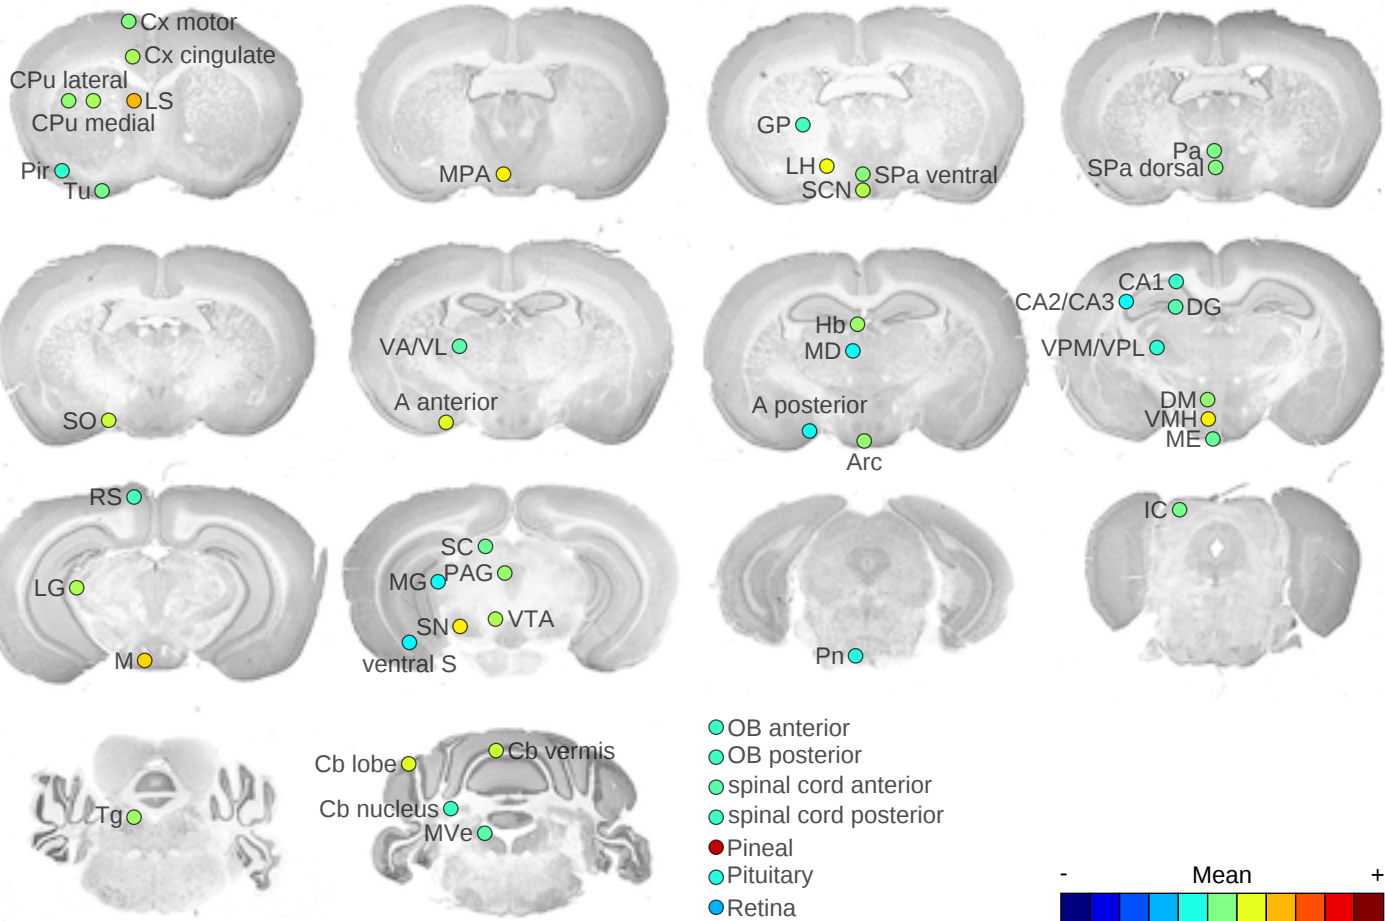 Cx motor
Cx cingulate
CPu lateral
LS
CPu medial
Pir
Tu
MPA
GP
LH
SPa ventral
SCN
Pa
SPa dorsal
SO
VA/VL
A anterior
Hb
MD
A posterior
Arc
CA1
CA2/CA3
DG
VPM/VPL
DM
VMH
ME
RS
LG
M
SC
MG
PAG
SN
VTA
ventral S
Pn
IC
Tg
Cb lobe
Cb vermis
Cb nucleus
MVe
OB anterior
OB posterior
spinal cord anterior
spinal cord posterior
Pineal
Pituitary
Retina
- Mean +